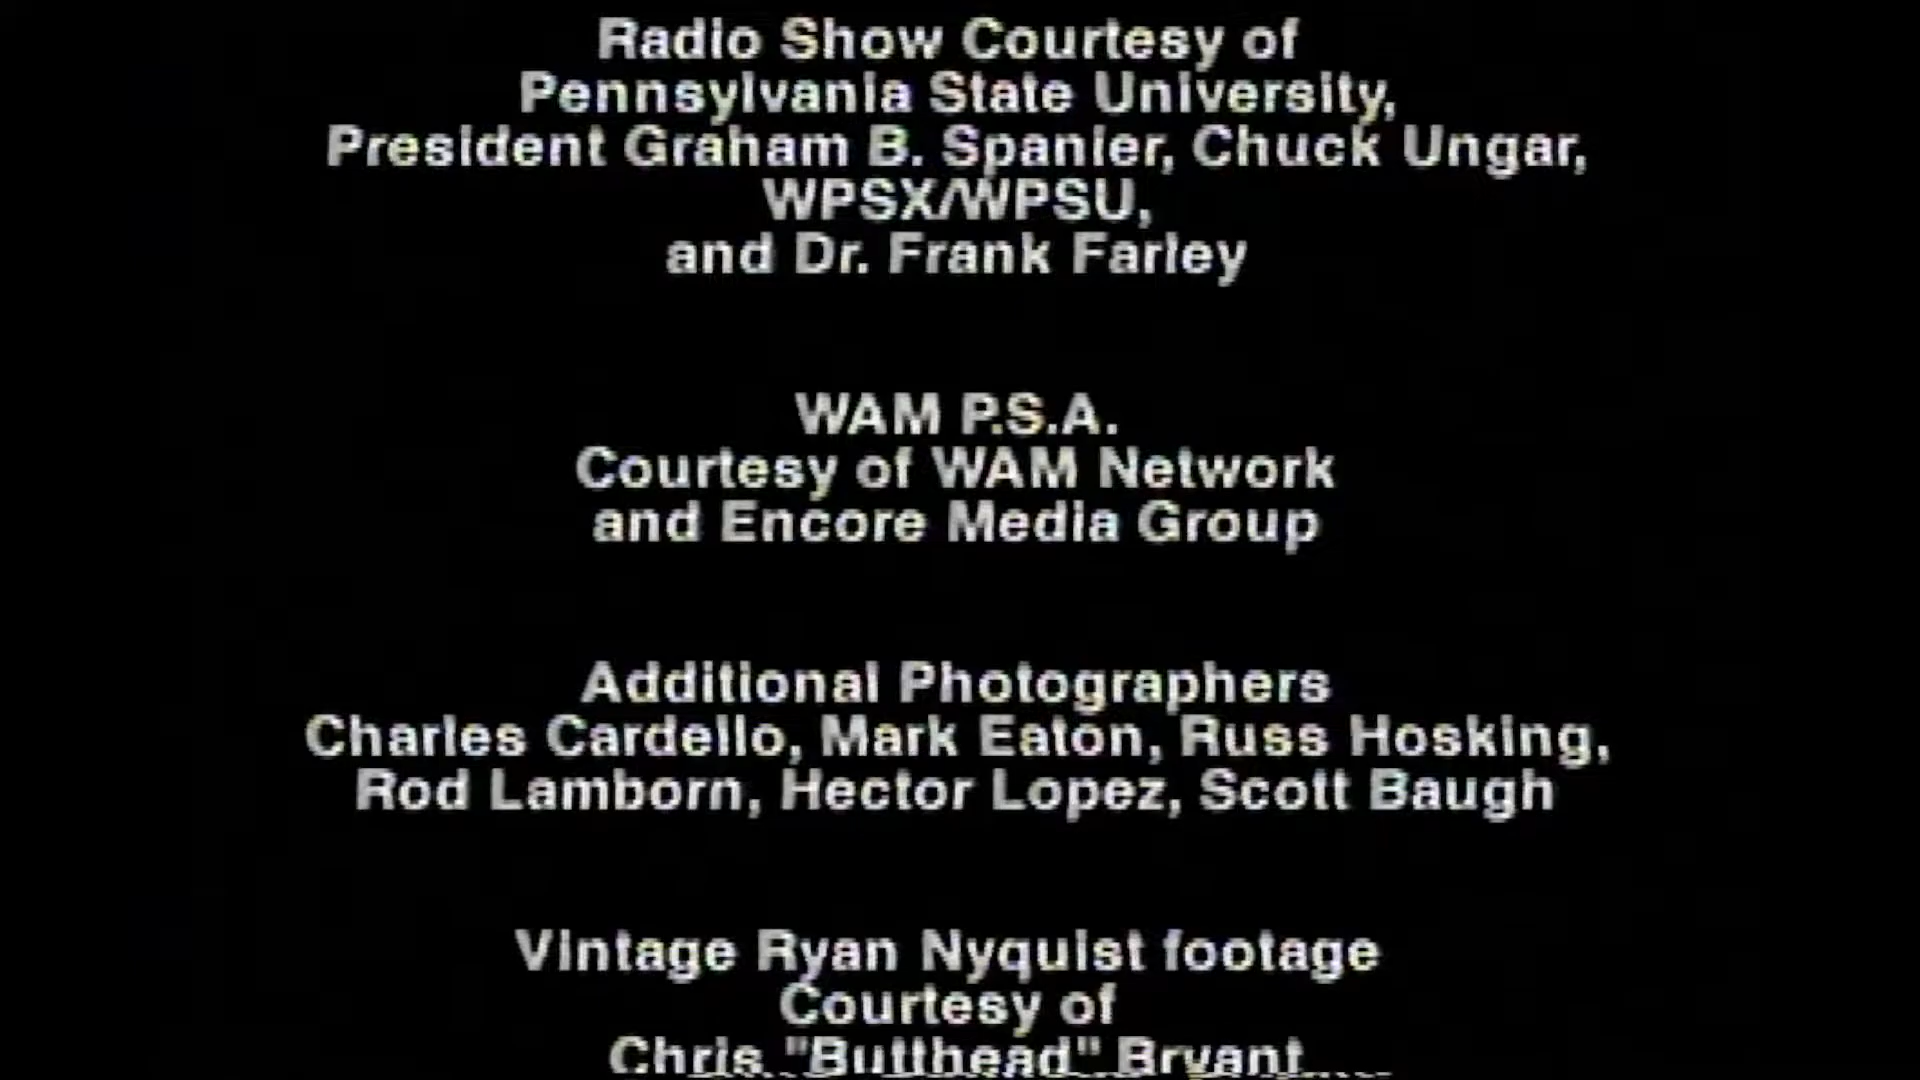 Radio Show Courtesy of
Pennsylvania State University,
President Graham B. Spanier, Chuck Ungar,
WPSX/WPSU,
and Dr. Frank Farley
WAM P.S.A.
Courtesy of WAM Network
and Encore Media Group
Additional Photographers
Charles Cardello, Mark Eaton, Russ Hosking,
Rod Lamborn, Hector Lopez, Scott Baugh
Vintage Ryan Nyquist footage
Courtesy of
Chris "Butthead" Bryant